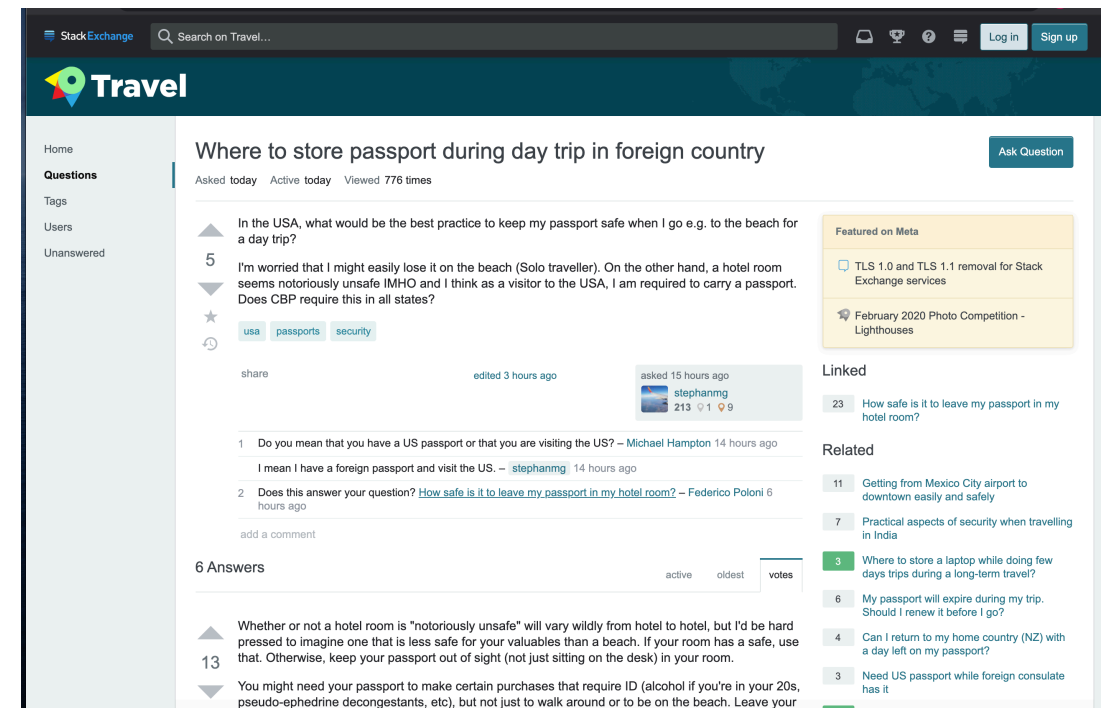 StackExchange
Search on Travel...
Log in
Sign up
Travel
Home
Questions
Tags
Users
Unanswered
Where to store passport during day trip in foreign country
Ask Question
Asked today Active today Viewed 776 times
5
In the USA, what would be the best practice to keep my passport safe when I go e.g. to the beach for
a day trip?
I'm worried that I might easily lose it on the beach (Solo traveller). On the other hand, a hotel room
seems notoriously unsafe IMHO and I think as a visitor to the USA, I am required to carry a passport.
Does CBP require this in all states?
usa passports security
share
edited 3 hours ago
asked 15 hours ago
stephanmg
213 1 9
1 Do you mean that you have a US passport or that you are visiting the US? – Michael Hampton 14 hours ago
I mean I have a foreign passport and visit the US. – stephanmg 14 hours ago
2 Does this answer your question? How safe is it to leave my passport in my hotel room? – Federico Poloni 6
hours ago
add a comment
6 Answers
active oldest votes
13
Whether or not a hotel room is "notoriously unsafe" will vary wildly from hotel to hotel, but I'd be hard
pressed to imagine one that is less safe for your valuables than a beach. If your room has a safe, use
that. Otherwise, keep your passport out of sight (not just sitting on the desk) in your room.
You might need your passport to make certain purchases that require ID (alcohol if you're in your 20s,
pseudo-ephedrine decongestants, etc), but not just to walk around or to be on the beach. Leave your
Featured on Meta
TLS 1.0 and TLS 1.1 removal for Stack
Exchange services
February 2020 Photo Competition -
Lighthouses
Linked
23 How safe is it to leave my passport in my
hotel room?
Related
11 Getting from Mexico City airport to
downtown easily and safely
7 Practical aspects of security when travelling
in India
3 Where to store a laptop while doing few
days trips during a long-term travel?
6 My passport will expire during my trip.
Should I renew it before I go?
4 Can I return to my home country (NZ) with
a day left on my passport?
3 Need US passport while foreign consulate
has it